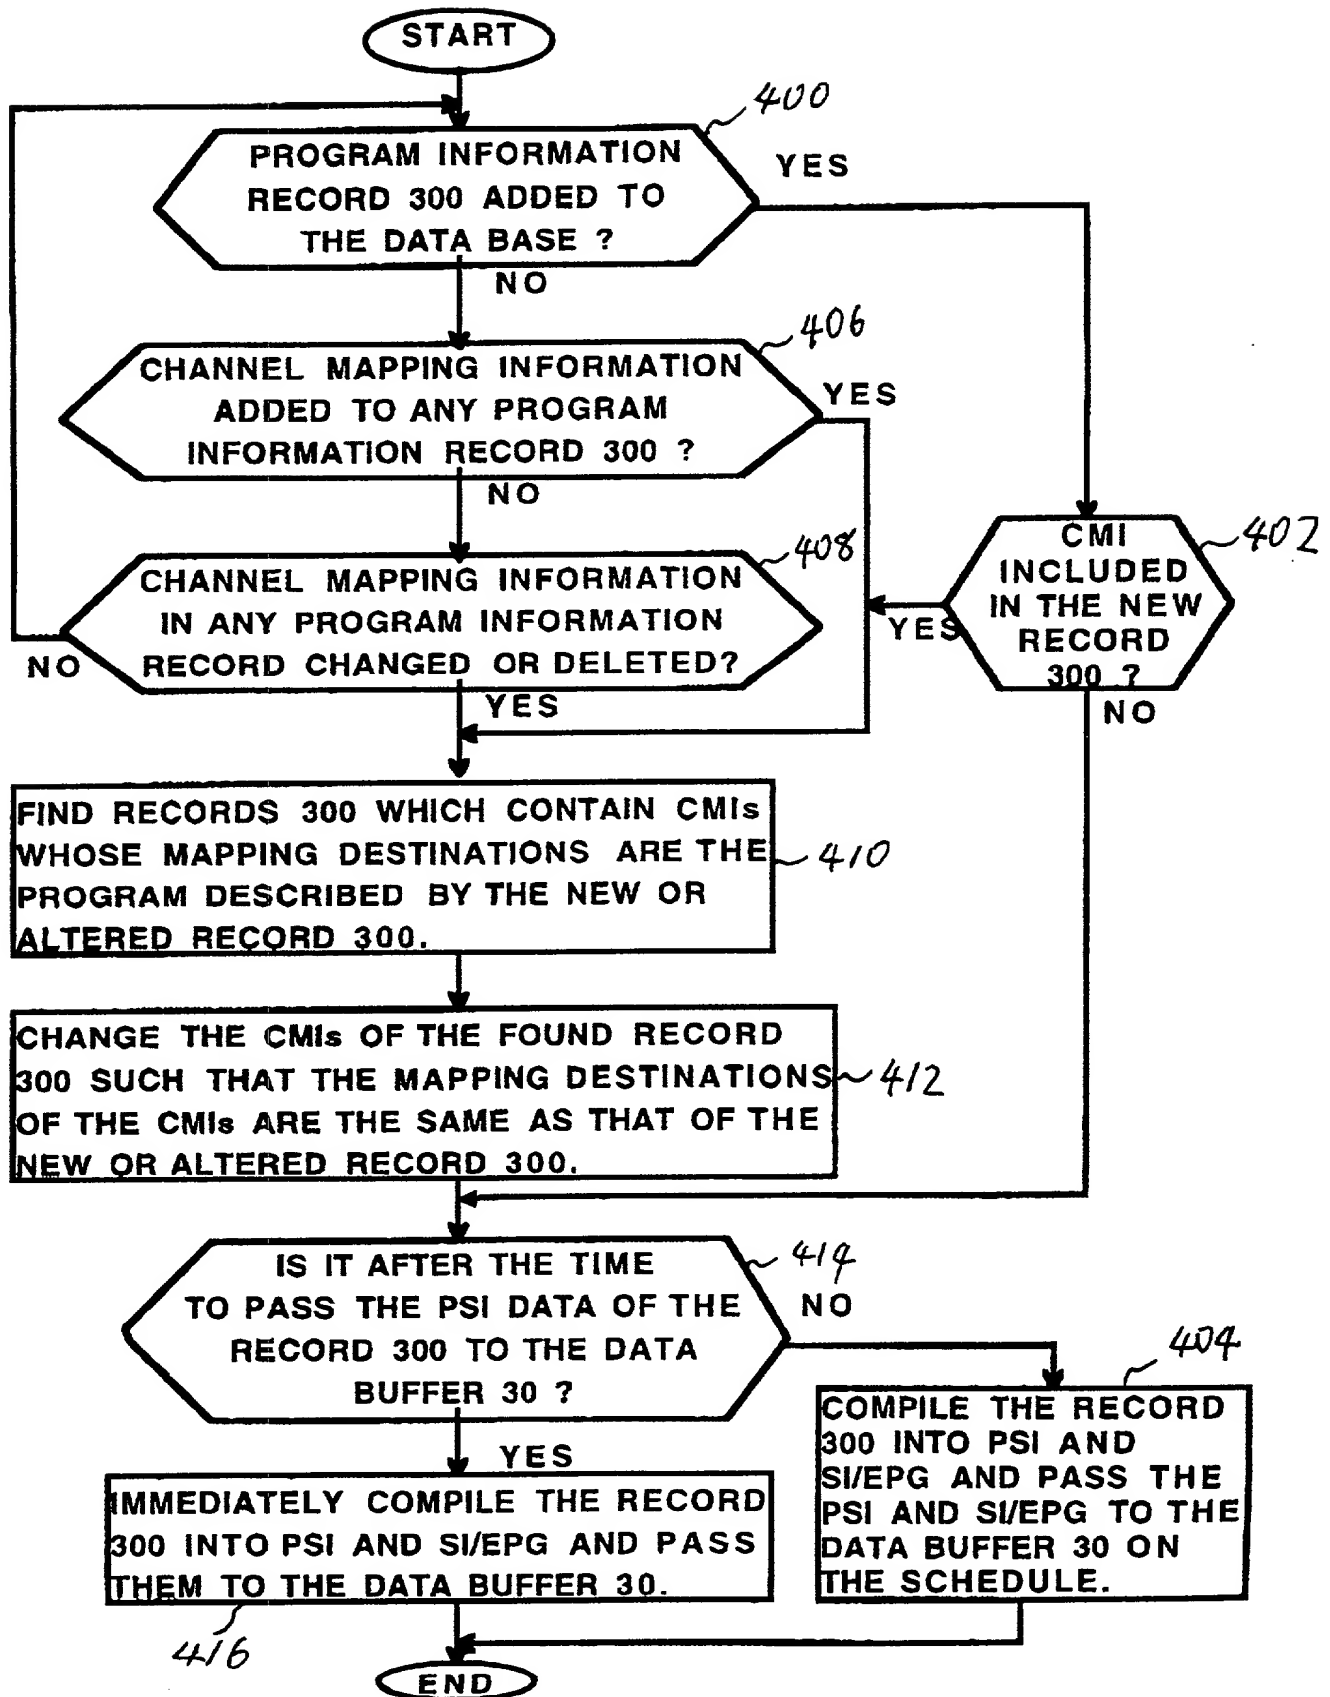 START
400
PROGRAM INFORMATION
RECORD 300 ADDED TO
THE DATA BASE ?
YES
NO
406
CHANNEL MAPPING INFORMATION
ADDED TO ANY PROGRAM
INFORMATION RECORD 300 ?
YES
NO
408
CHANNEL MAPPING INFORMATION
IN ANY PROGRAM INFORMATION
RECORD CHANGED OR DELETED?
NO
YES
402
CMI
INCLUDED
IN THE NEW
RECORD
300 ?
YES
NO
FIND RECORDS 300 WHICH CONTAIN CMIs
WHOSE MAPPING DESTINATIONS ARE THE
PROGRAM DESCRIBED BY THE NEW OR
ALTERED RECORD 300.
410
CHANGE THE CMIs OF THE FOUND RECORD
300 SUCH THAT THE MAPPING DESTINATIONS
OF THE CMIs ARE THE SAME AS THAT OF THE
NEW OR ALTERED RECORD 300.
412
IS IT AFTER THE TIME
TO PASS THE PSI DATA OF THE
RECORD 300 TO THE DATA
BUFFER 30 ?
414
NO
YES
404
COMPILE THE RECORD
300 INTO PSI AND
SI/EPG AND PASS THE
PSI AND SI/EPG TO THE
DATA BUFFER 30 ON
THE SCHEDULE.
IMMEDIATELY COMPILE THE RECORD
300 INTO PSI AND SI/EPG AND PASS
THEM TO THE DATA BUFFER 30.
416
END